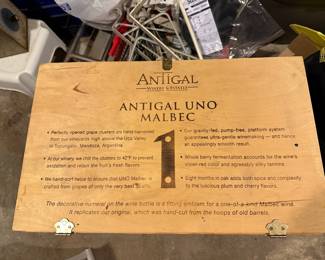 ANTIGAL
WINERY & ESTATES
ANTIGAL UNO
MALBEC
• Perfectly ripened grape clusters are hand-harvested
from our vineyards high above the Uco Valley
in Tupungato, Mendoza, Argentina.
• At our winery we chill the clusters to 42°F to prevent
oxidation and retain the fruit's fresh flavors.
• We hand-sort twice to ensure that UNO Malbec is
crafted from grapes of only the very best quality.
1
• Our gravity-fed, pump-free, platform system
guarantees ultra-gentle winemaking — and hence
an appealingly smooth result.
• Whole berry fermentation accounts for the wine's
vivid red color and agreeably silky tannins.
• Eight months in oak adds both spice and complexity
to the luscious plum and cherry flavors.
The decorative numeral on the wine bottle is a fitting emblem for a one-of-a-kind Malbec wine.
It replicates our original, which was hand-cut from the hoops of old barrels.